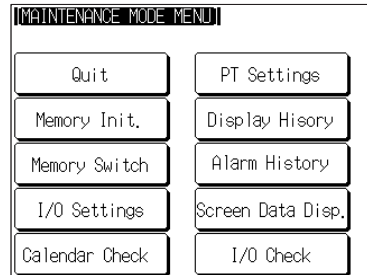 [MAINTENANCE MODE MENU]
Quit
PT Settings
Memory Init.
Display Hisory
Memory Switch
Alarm History
I/O Settings
Screen Data Disp.
Calendar Check
I/O Check